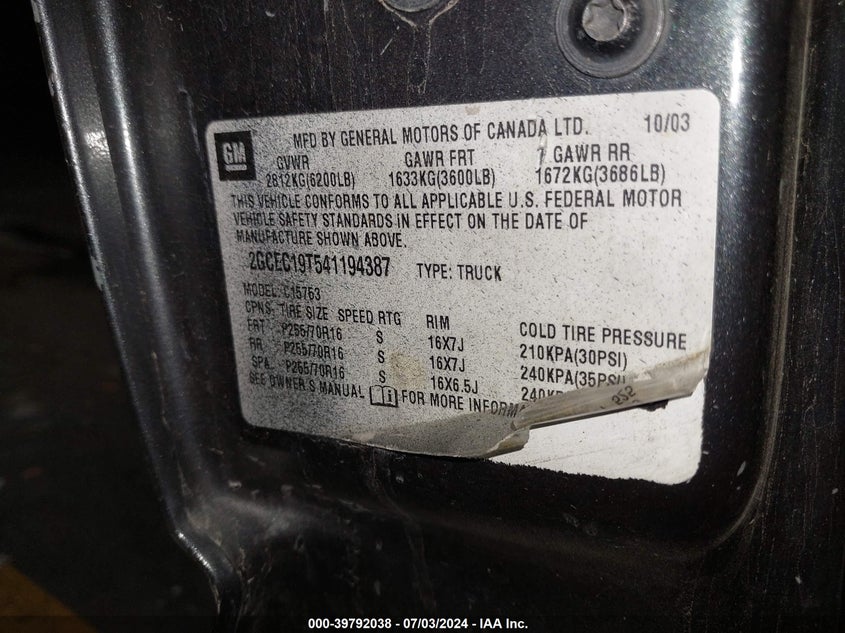 MFD BY GENERAL MOTORS OF CANADA LTD. 10/03
GM
GVWR GAWR FRT GAWR RR
2812KG(6200LB) 1633KG(3600LB) 1672KG(3686LB)
THIS VEHICLE CONFORMS TO ALL APPLICABLE U.S. FEDERAL MOTOR
VEHICLE SAFETY STANDARDS IN EFFECT ON THE DATE OF
MANUFACTURE SHOWN ABOVE.
2GCEC19T541194387 TYPE: TRUCK
MODEL: C15753
CPNS: TIRE SIZE SPEED RTG RIM COLD TIRE PRESSURE
FRT P255/70R16 S 16X7J 210KPA(30PSI)
RR P255/70R16 S 16X7J 240KPA(35PSI)
SPA P255/70R16 S 16X6.5J
SEE OWNER'S MANUAL FOR MORE
000-39792038 - 07/03/2024 - IAA Inc.